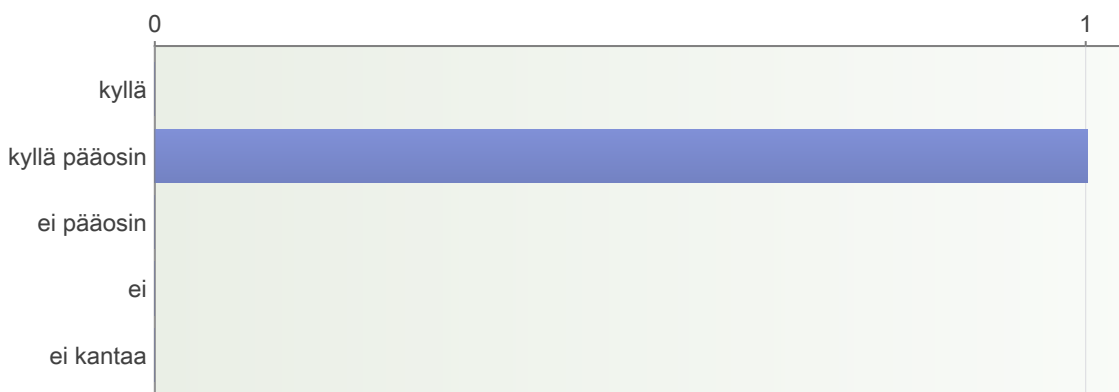 0 1
kyllä
kyllä pääosin
ei pääosin
ei
ei kantaa